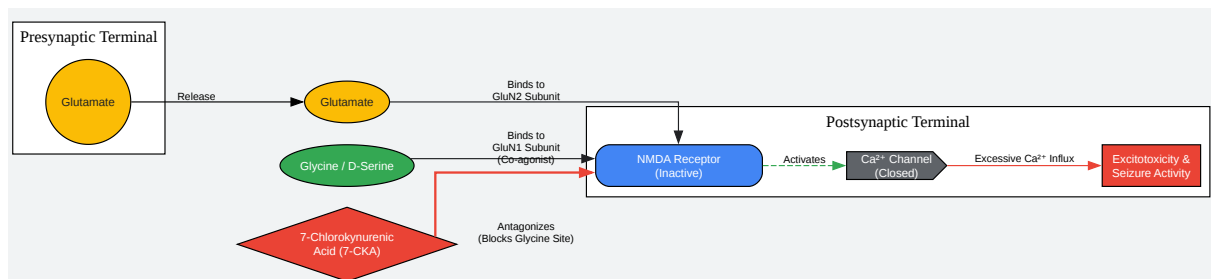 Presynaptic Terminal
Glutamate
Release
Glutamate
Binds to
GluN2 Subunit
Glycine / D-Serine
Binds to
GluN1 Subunit
(Co-agonist)
7-Chlorokynurenic
Acid (7-CKA)
Antagonizes
(Blocks Glycine Site)
Postsynaptic Terminal
NMDA Receptor
(Inactive)
Activates
Ca²⁺ Channel
(Closed)
Excessive Ca²⁺ Influx
Excitotoxicity &
Seizure Activity